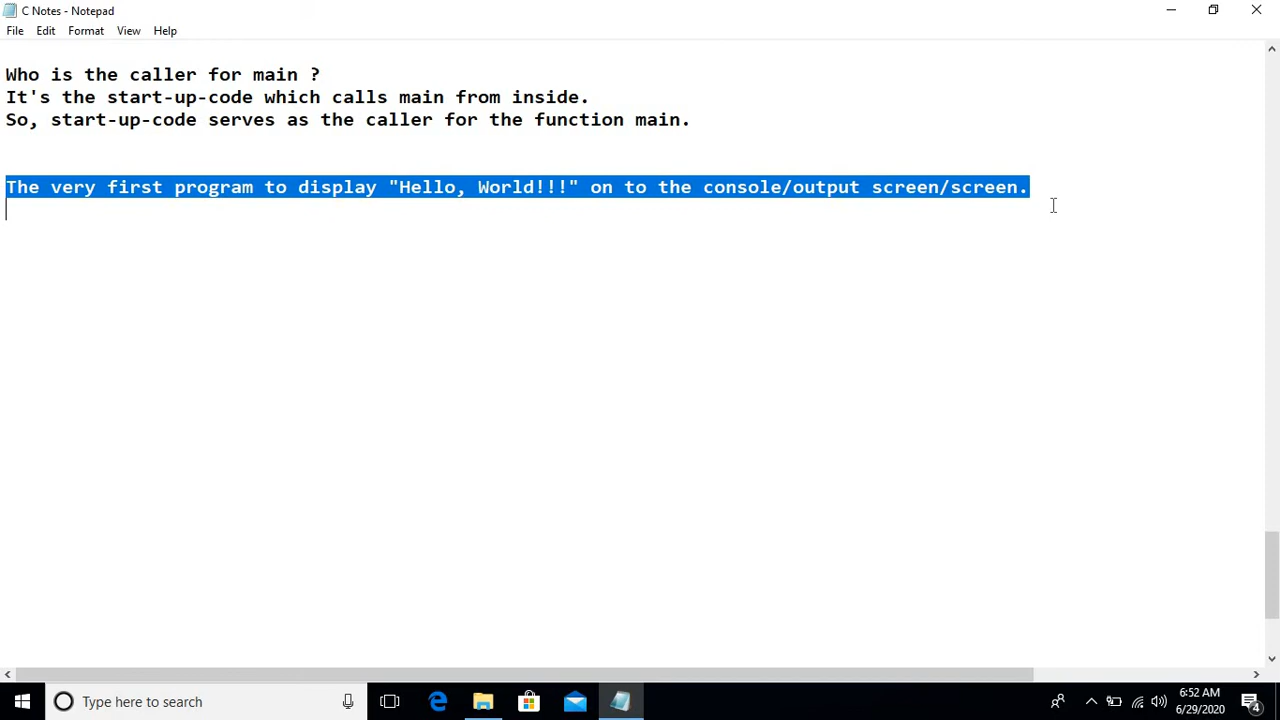 C Notes - Notepad
File Edit Format View Help
Who is the caller for main ?
It's the start-up-code which calls main from inside.
So, start-up-code serves as the caller for the function main.
The very first program to display "Hello, World!!!" on to the console/output screen/screen.
Type here to search
6:52 AM
6/29/2020
4